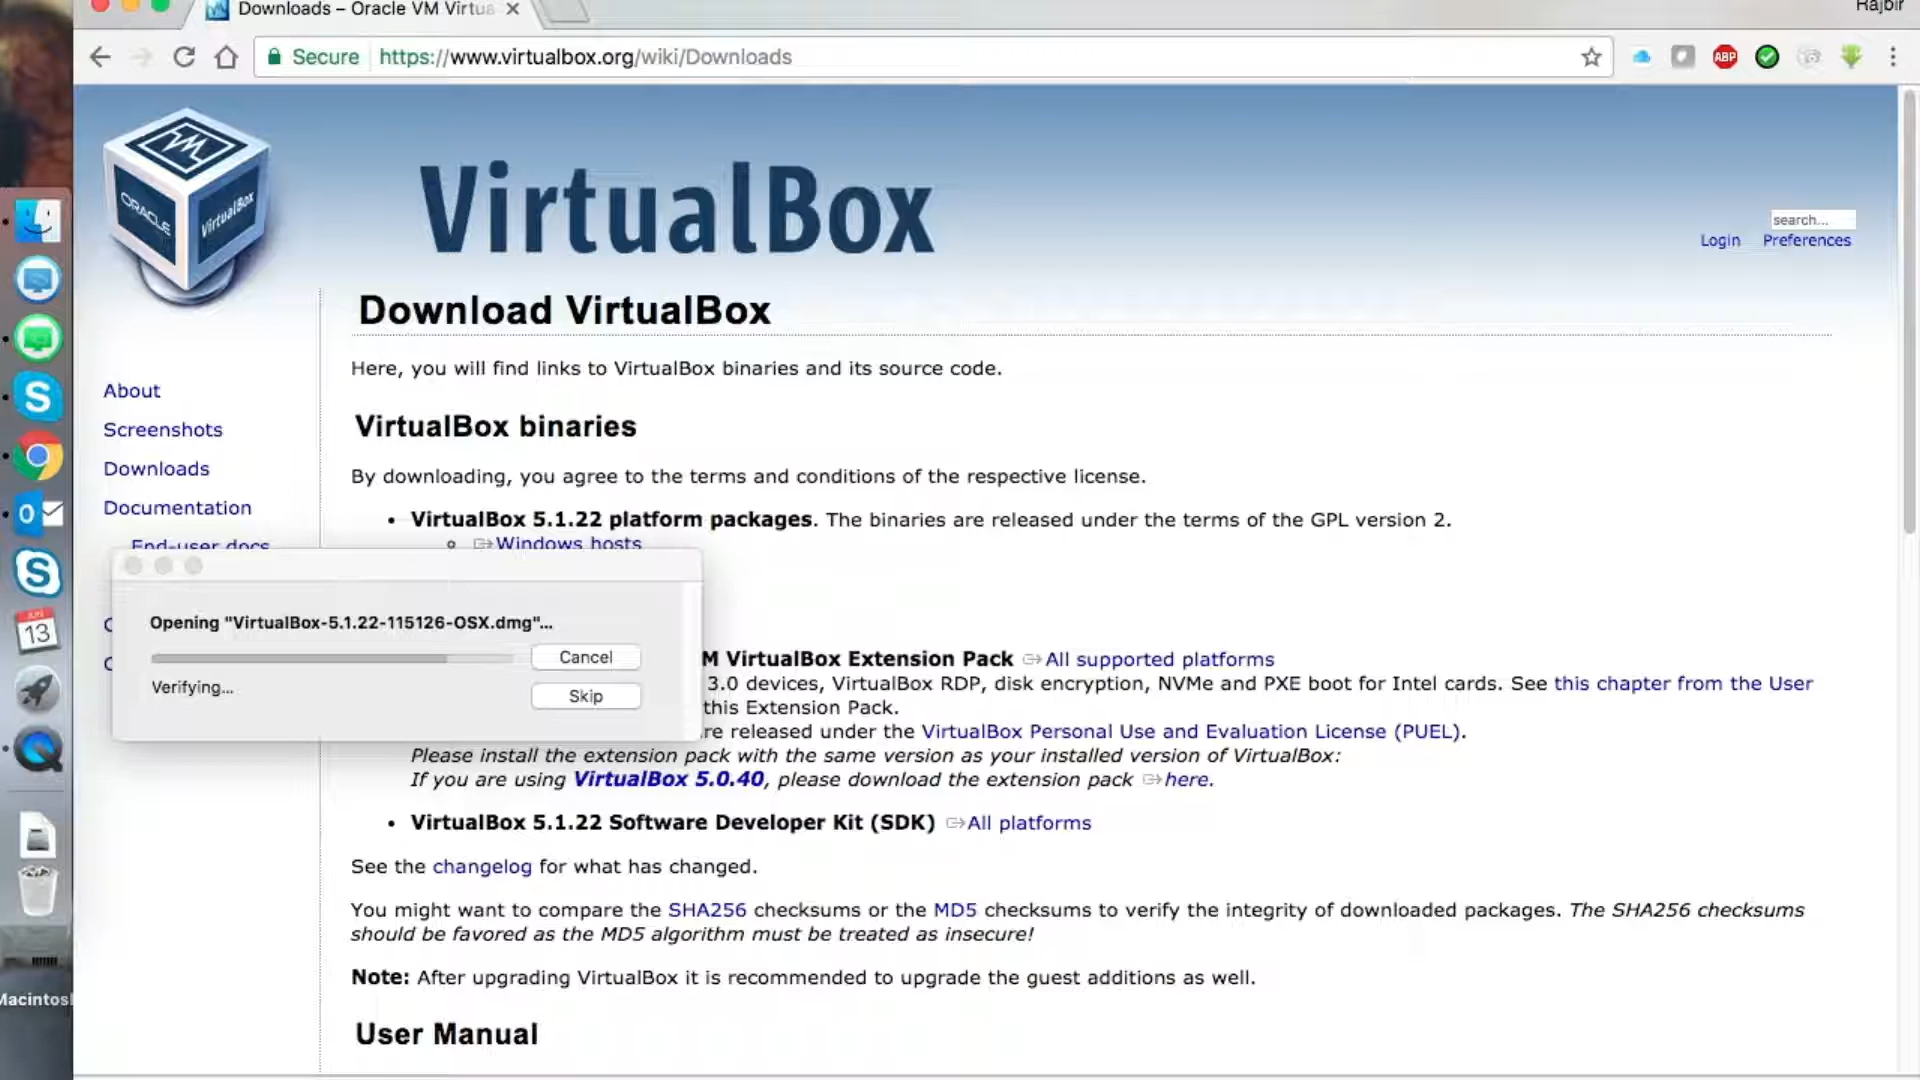 Downloads – Oracle VM Virtua
Rajbir
Secure https://www.virtualbox.org/wiki/Downloads
ABP
ORACLE
VirtualBox
VirtualBox
search...
Login Preferences
Download VirtualBox
Here, you will find links to VirtualBox binaries and its source code.
VirtualBox binaries
By downloading, you agree to the terms and conditions of the respective license.
• VirtualBox 5.1.22 platform packages. The binaries are released under the terms of the GPL version 2.
Windows hosts
About
Screenshots
Downloads
Documentation
End-user docs
Opening "VirtualBox-5.1.22-115126-OSX.dmg"...
Cancel
Verifying...
Skip
M VirtualBox Extension Pack All supported platforms
3.0 devices, VirtualBox RDP, disk encryption, NVMe and PXE boot for Intel cards. See this chapter from the User
this Extension Pack.
re released under the VirtualBox Personal Use and Evaluation License (PUEL).
Please install the extension pack with the same version as your installed version of VirtualBox:
If you are using VirtualBox 5.0.40, please download the extension pack here.
• VirtualBox 5.1.22 Software Developer Kit (SDK) All platforms
See the changelog for what has changed.
You might want to compare the SHA256 checksums or the MD5 checksums to verify the integrity of downloaded packages. The SHA256 checksums
should be favored as the MD5 algorithm must be treated as insecure!
Note: After upgrading VirtualBox it is recommended to upgrade the guest additions as well.
User Manual
JUN
13
Macintosh